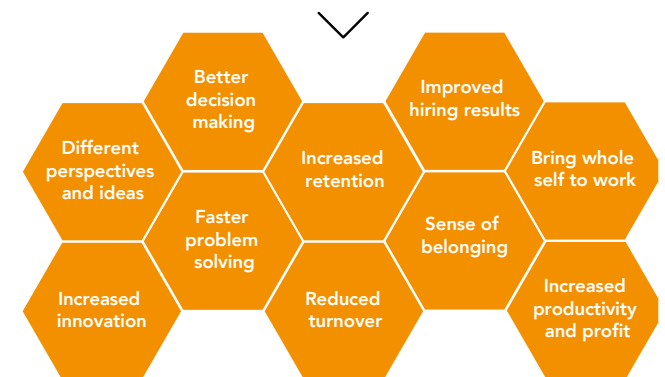 Better
decision
making
Improved
hiring results
Different
perspectives
and ideas
Increased
retention
Bring whole
self to work
Faster
problem
solving
Sense of
belonging
Increased
innovation
Reduced
turnover
Increased
productivity
and profit